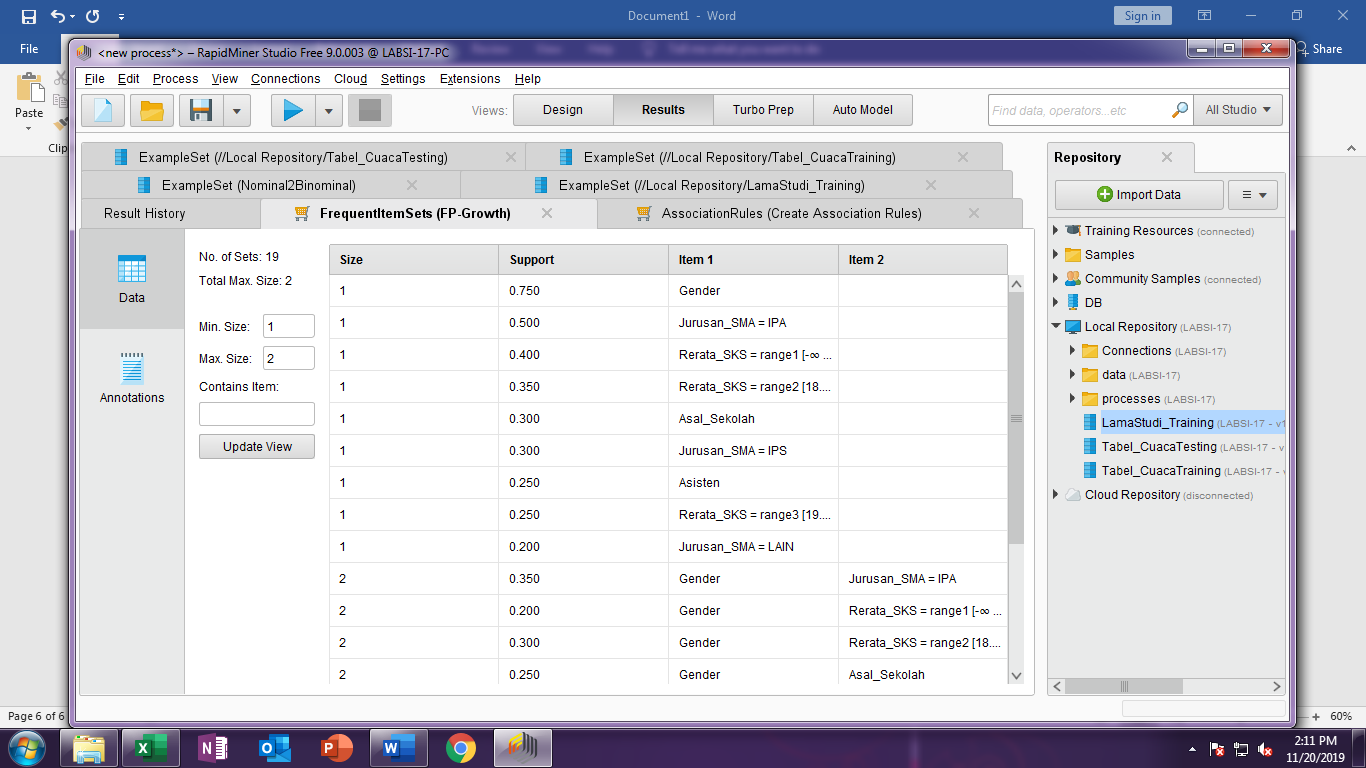 Document1 - Word
Sign in
File
Share
Paste
<new process*> – RapidMiner Studio Free 9.0.003 @ LABSI-17-PC
File Edit Process View Connections Cloud Settings Extensions Help
Views: Design Results Turbo Prep Auto Model
Find data, operators...etc
All Studio
ExampleSet (//Local Repository/Tabel_CuacaTesting)
ExampleSet (//Local Repository/Tabel_CuacaTraining)
ExampleSet (Nominal2Binominal)
ExampleSet (//Local Repository/LamaStudi_Training)
Result History
FrequentItemSets (FP-Growth)
AssociationRules (Create Association Rules)
Data
Annotations
No. of Sets: 19
Total Max. Size: 2
Min. Size: 1
Max. Size: 2
Contains Item:
Update View
Size Support Item 1 Item 2
1 0.750 Gender
1 0.500 Jurusan_SMA = IPA
1 0.400 Rerata_SKS = range1 [-∞ ...
1 0.350 Rerata_SKS = range2 [18....
1 0.300 Asal_Sekolah
1 0.300 Jurusan_SMA = IPS
1 0.250 Asisten
1 0.250 Rerata_SKS = range3 [19....
1 0.200 Jurusan_SMA = LAIN
2 0.350 Gender Jurusan_SMA = IPA
2 0.200 Gender Rerata_SKS = range1 [-∞ ...
2 0.300 Gender Rerata_SKS = range2 [18....
2 0.250 Gender Asal_Sekolah
Repository
Import Data
Training Resources (connected)
Samples
Community Samples (connected)
DB
Local Repository (LABSI-17)
Connections (LABSI-17)
data (LABSI-17)
processes (LABSI-17)
LamaStudi_Training (LABSI-17 - v1
Tabel_CuacaTesting (LABSI-17 - v
Tabel_CuacaTraining (LABSI-17 - v
Cloud Repository (disconnected)
Page 6 of 6
60%
2:11 PM
11/20/2019